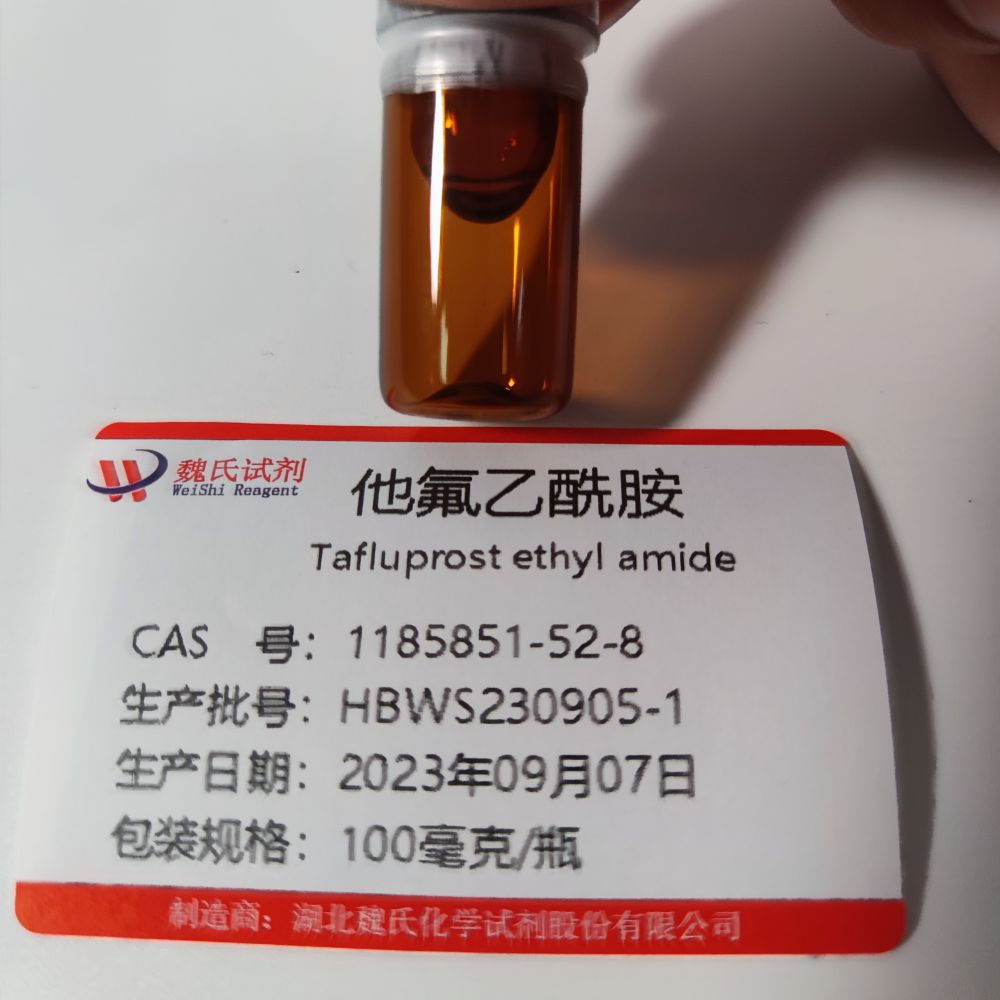 魏氏试剂
WeiShi Reagent
他氟乙酰胺
Tafluprost ethyl amide
CAS 号：1185851-52-8
生产批号：HBWS230905-1
生产日期：2023年09月07日
包装规格：100毫克/瓶
制造商：湖北魏氏化学试剂股份有限公司